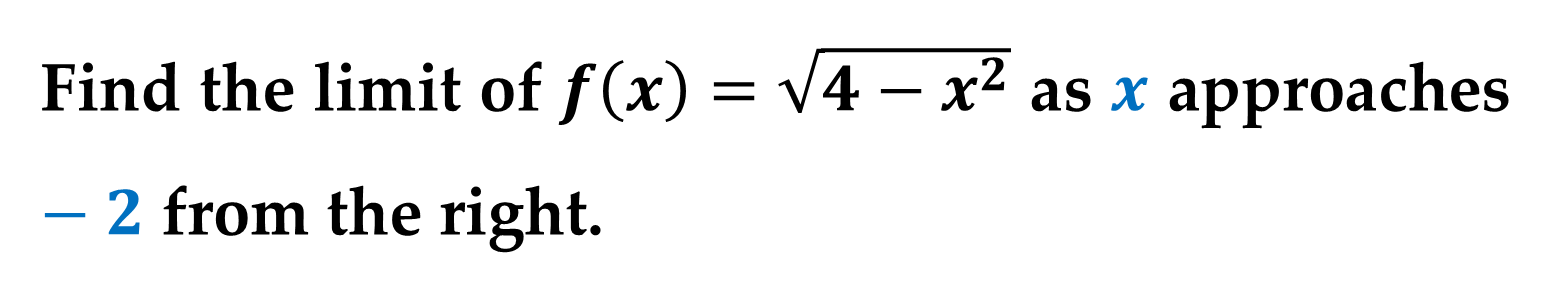 Find the limit of f(x) = √(4 − x²) as x approaches
− 2 from the right.